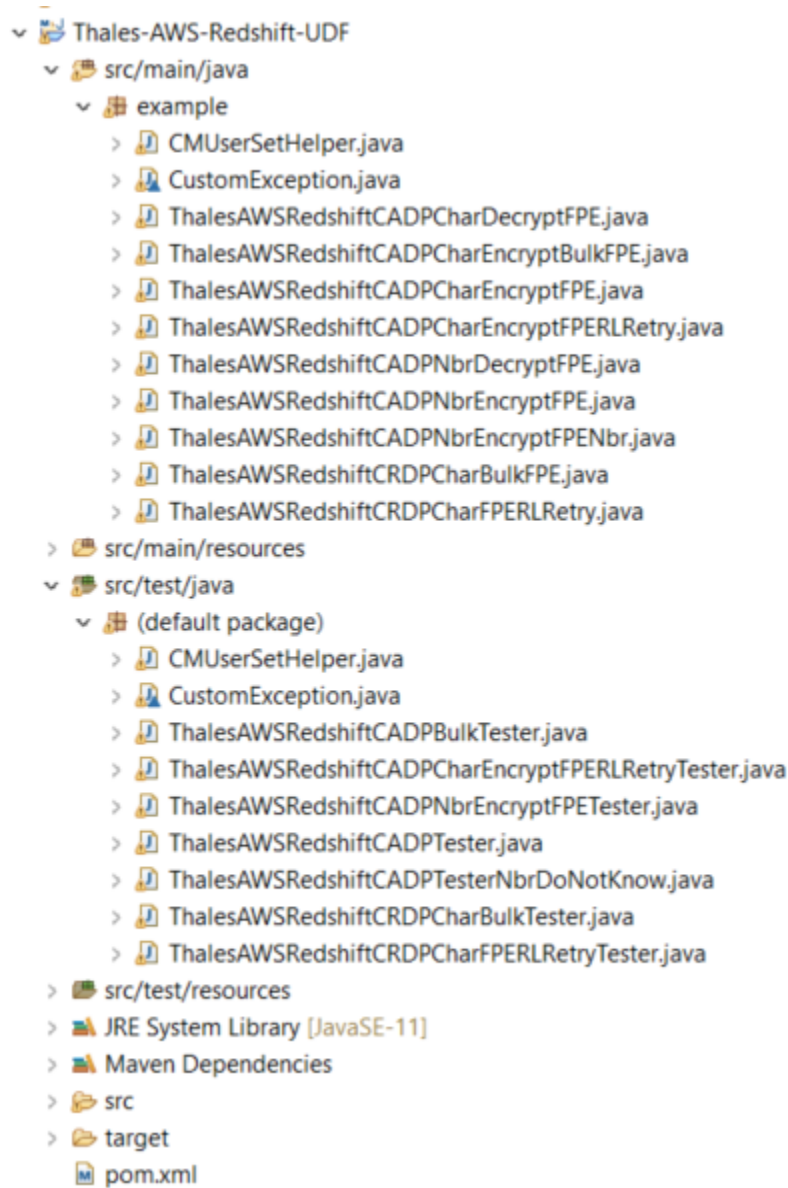 Thales-AWS-Redshift-UDF
src/main/java
example
CMUserSetHelper.java
CustomException.java
ThalesAWSRedshiftCADPCharDecryptFPE.java
ThalesAWSRedshiftCADPCharEncryptBulkFPE.java
ThalesAWSRedshiftCADPCharEncryptFPE.java
ThalesAWSRedshiftCADPCharEncryptFPERLRetry.java
ThalesAWSRedshiftCADPNbrDecryptFPE.java
ThalesAWSRedshiftCADPNbrEncryptFPE.java
ThalesAWSRedshiftCADPNbrEncryptFPENbr.java
ThalesAWSRedshiftCRDPCharBulkFPE.java
ThalesAWSRedshiftCRDPCharFPERLRetry.java
src/main/resources
src/test/java
(default package)
CMUserSetHelper.java
CustomException.java
ThalesAWSRedshiftCADPBulkTester.java
ThalesAWSRedshiftCADPCharEncryptFPERLRetryTester.java
ThalesAWSRedshiftCADPNbrEncryptFPETester.java
ThalesAWSRedshiftCADPTester.java
ThalesAWSRedshiftCADPTesterNbrDoNotKnow.java
ThalesAWSRedshiftCRDPCharBulkTester.java
ThalesAWSRedshiftCRDPCharFPERLRetryTester.java
src/test/resources
JRE System Library [JavaSE-11]
Maven Dependencies
src
target
pom.xml